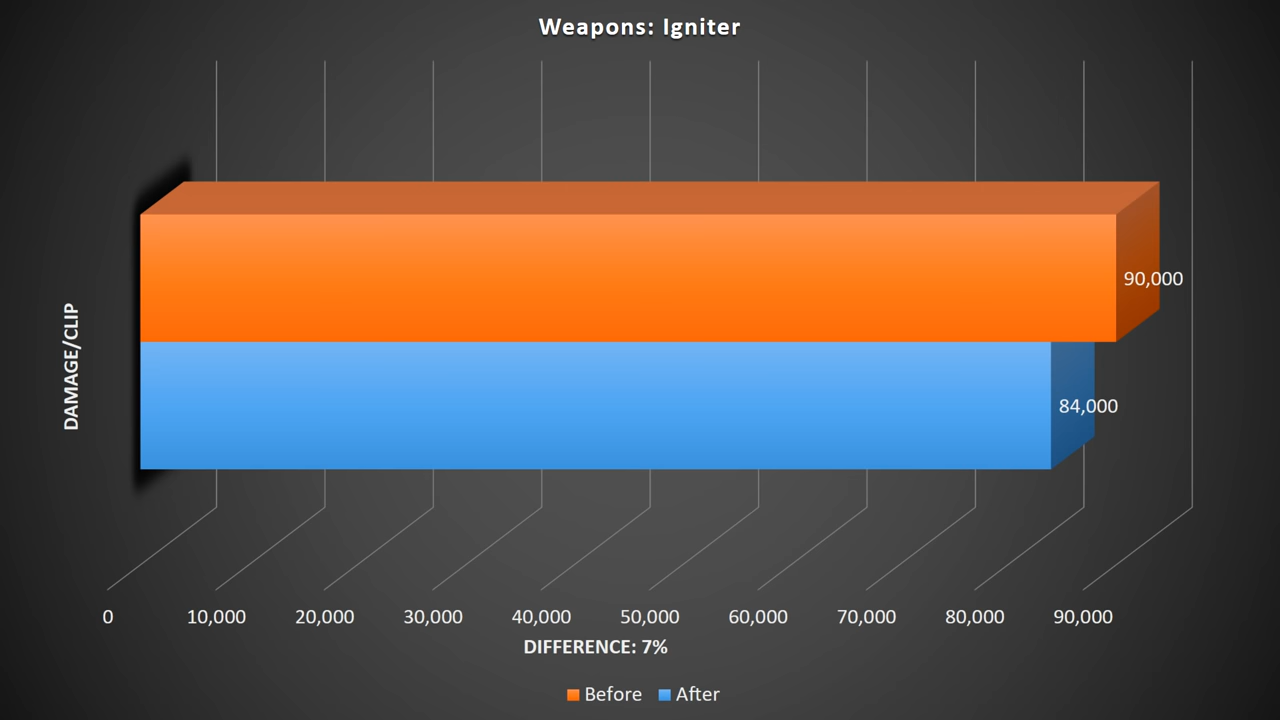 Weapons: Igniter
DAMAGE/CLIP
90,000
84,000
0 10,000 20,000 30,000 40,000 50,000 60,000 70,000 80,000 90,000
DIFFERENCE: 7%
Before After